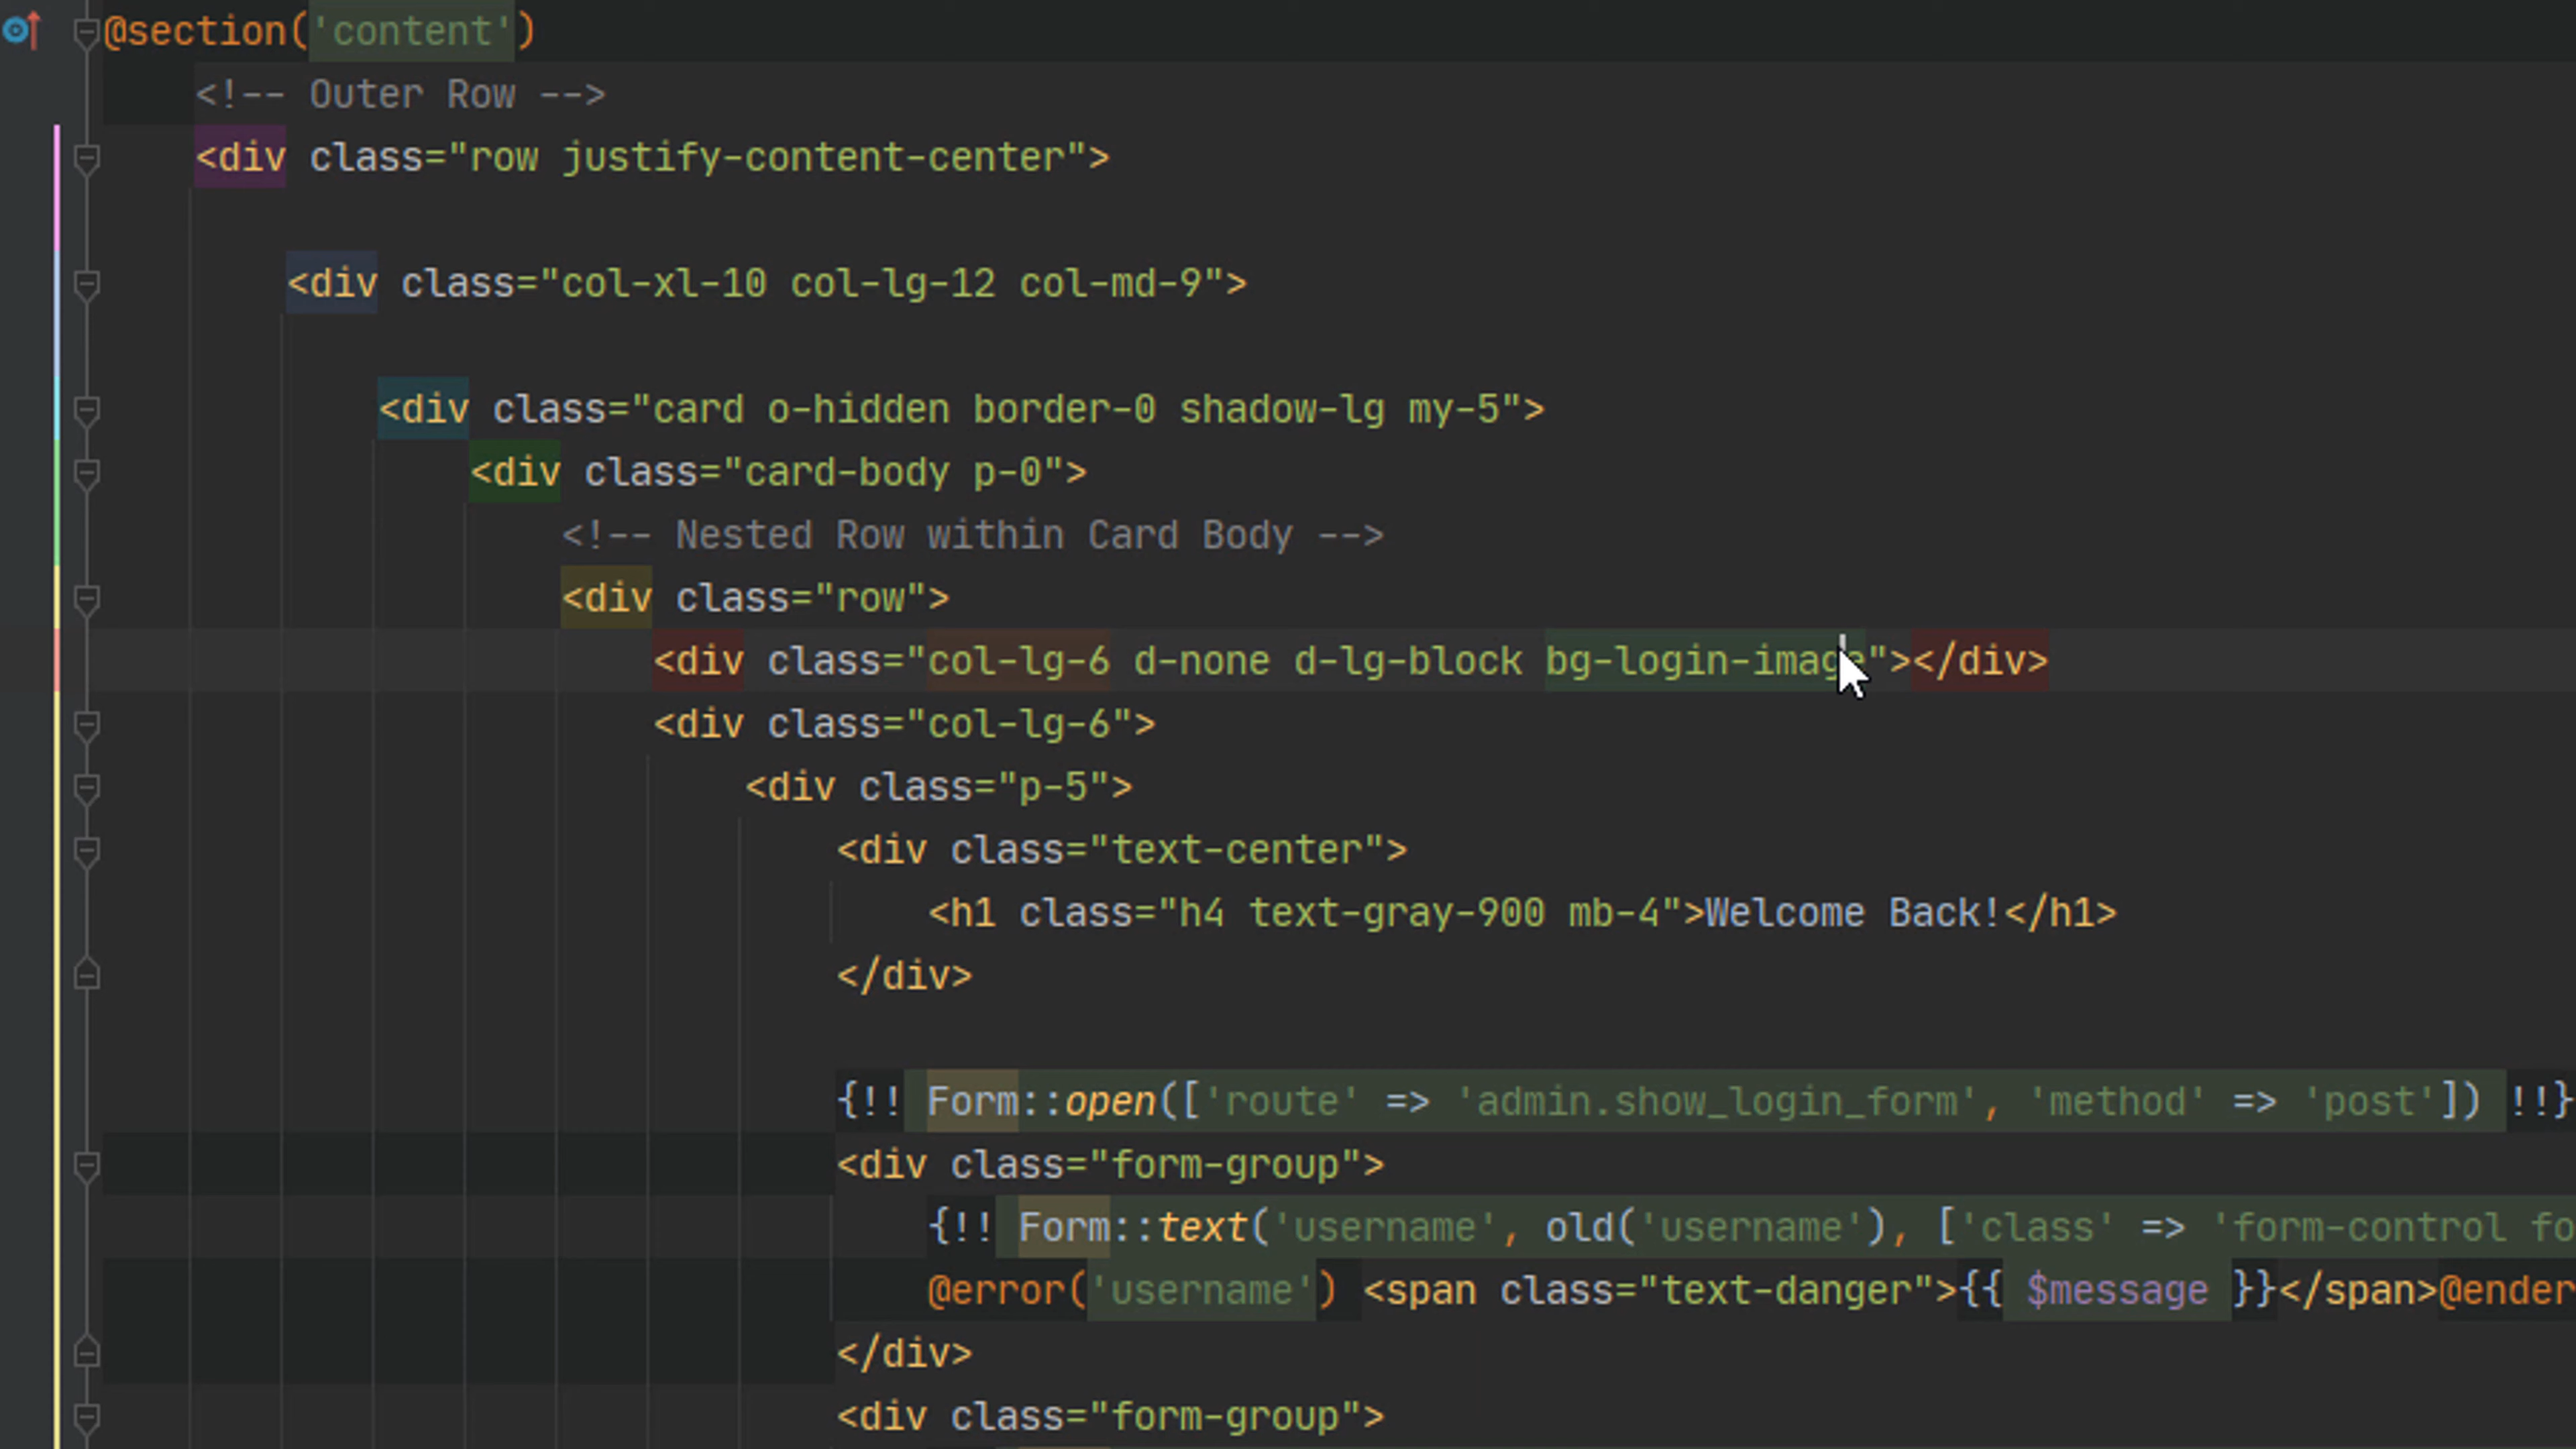 @section('content')
<!-- Outer Row -->
<div class="row justify-content-center">
<div class="col-xl-10 col-lg-12 col-md-9">
<div class="card o-hidden border-0 shadow-lg my-5">
<div class="card-body p-0">
<!-- Nested Row within Card Body -->
<div class="row">
<div class="col-lg-6 d-none d-lg-block bg-login-image"></div>
<div class="col-lg-6">
<div class="p-5">
<div class="text-center">
<h1 class="h4 text-gray-900 mb-4">Welcome Back!</h1>
</div>
{!! Form::open(['route' => 'admin.show_login_form', 'method' => 'post']) !!}
<div class="form-group">
{!! Form::text('username', old('username'), ['class' => 'form-control fo
@error('username') <span class="text-danger">{{ $message }}</span>@ender
</div>
<div class="form-group">